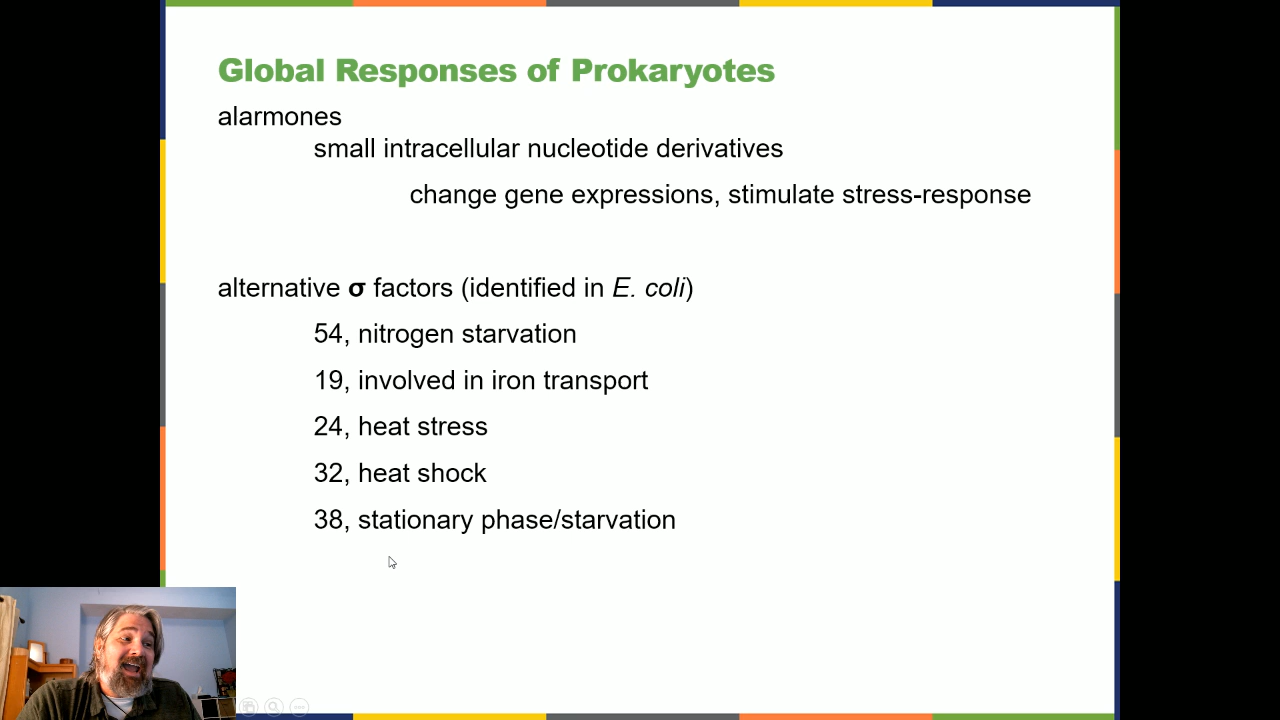 Global Responses of Prokaryotes
alarmones
small intracellular nucleotide derivatives
change gene expressions, stimulate stress-response
alternative σ factors (identified in E. coli)
54, nitrogen starvation
19, involved in iron transport
24, heat stress
32, heat shock
38, stationary phase/starvation